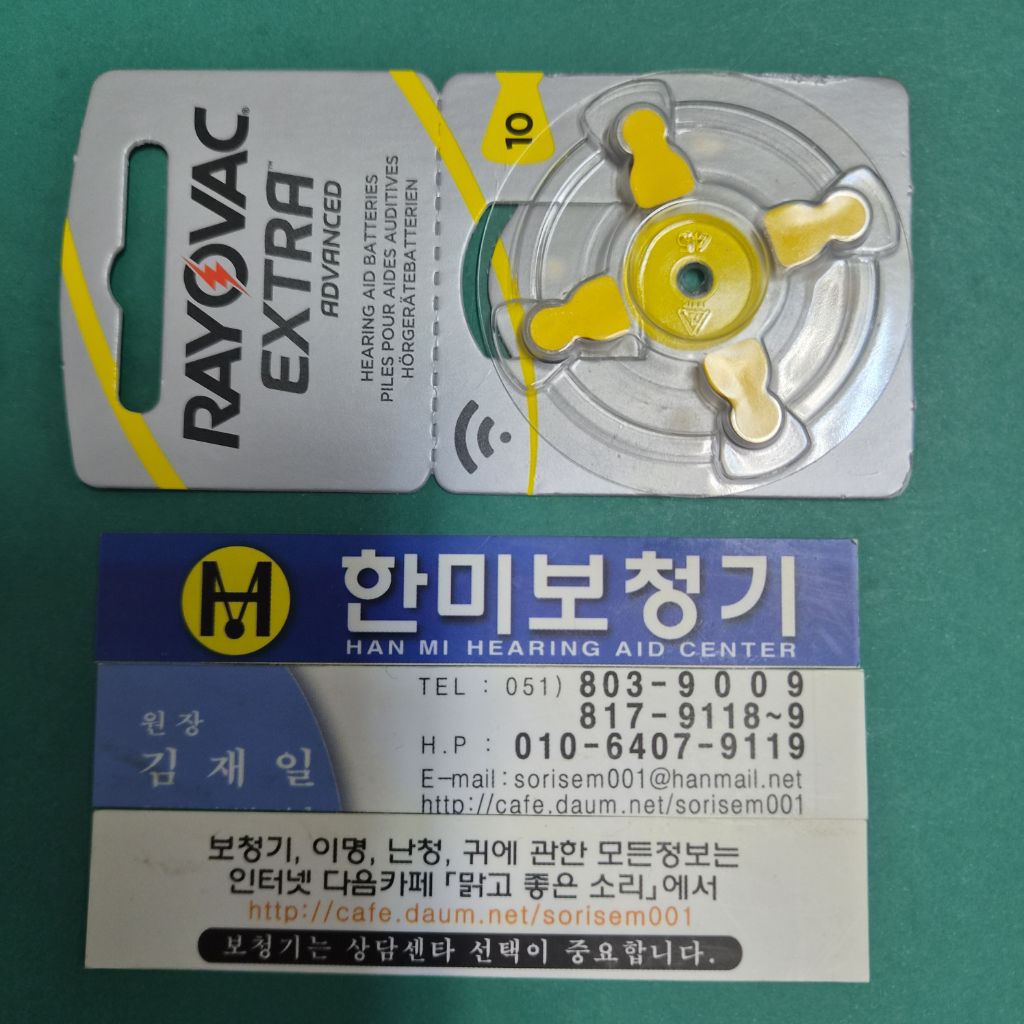 RAYOVAC®
EXTRA™
ADVANCED
HEARING AID BATTERIES
PILES POUR AIDES AUDITIVES
HÖRGERÄTEBATTERIEN
10
한미보청기
HAN MI HEARING AID CENTER
TEL : 051) 803-9009
817-9118~9
원장
김재일
H.P : 010-6407-9119
E-mail:sorisem001@hanmail.net
http://cafe.daum.net/sorisem001
보청기, 이명, 난청, 귀에 관한 모든정보는
인터넷 다음카페 「맑고 좋은 소리」에서
http://cafe.daum.net/sorisem001
보청기는 상담센타 선택이 중요합니다.